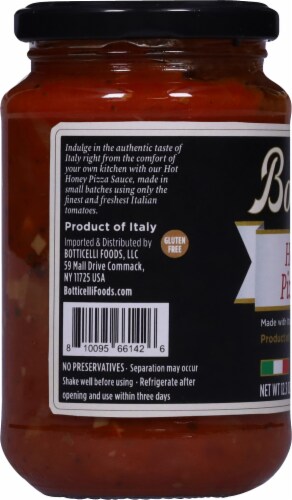 Indulge in the authentic taste of
Italy right from the comfort of
your own kitchen with our Hot
Honey Pizza Sauce, made in
small batches using only the
finest and freshest Italian
tomatoes.
Product of Italy
Imported & Distributed by
BOTTICELLI FOODS, LLC
59 Mall Drive Commack,
NY 11725 USA
BotticelliFoods.com
GLUTEN
FREE
8 10095 66142 6
NO PRESERVATIVES · Separation may occur
Shake well before using · Refrigerate after
opening and use within three days
Bo
H
Pi
Made with
Product
NET WT 12.3